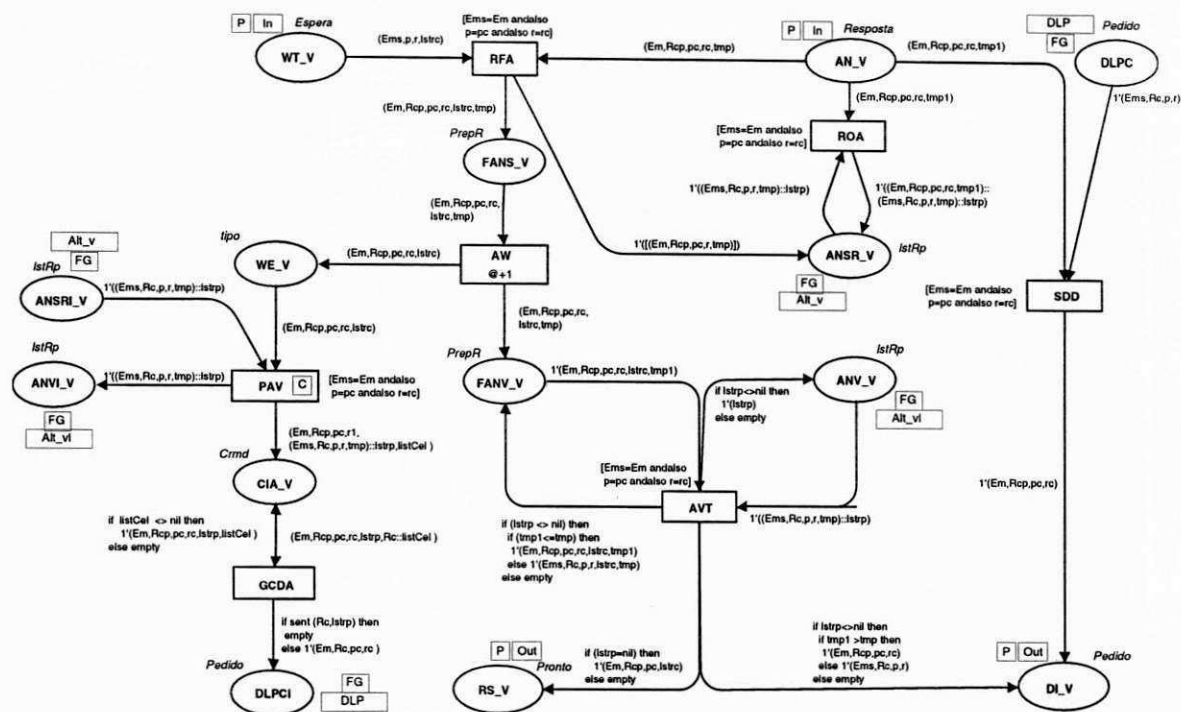 P In Espera
WT_V
(Ems,p,r,lstrc)
[Ems=Em andalso
p=pc andalso r=rc]
RFA
(Em,Rcp,pc,rc,tmp)
P In Resposta
AN_V
(Em,Rcp,pc,rc,tmp1)
DLP Pedido
FG
DLPC
1'(Ems,Rc,p,r)
(Em,Rcp,pc,rc,lstrc,tmp)
(Em,Rcp,pc,rc,tmp1)
PrepR
FANS_V
[Ems=Em andalso
p=pc andalso r=rc]
ROA
1'((Ems,Rc,p,r,tmp)::lstrp)
1'((Em,Rcp,pc,rc,tmp1)::
(Ems,Rc,p,r,tmp)::lstrp)
(Em,Rcp,pc,rc,
lstrc,tmp)
Alt_v
FG
lstRp
ANSRI_V
1'((Ems,Rc,p,r,tmp)::lstrp)
tipo
WE_V
(Em,Rcp,pc,rc,lstrc)
AW
@+1
1'([(Em,Rcp,pc,r,tmp)])
ANSR_V
lstRp
FG
Alt_v
[Ems=Em andalso
p=pc andalso r=rc]
SDD
(Em,Rcp,pc,rc,lstrc)
(Em,Rcp,pc,rc,
lstrc,tmp)
lstRp
ANVI_V
FG
Alt_vi
1'((Ems,Rc,p,r,tmp)::lstrp)
PAV C
[Ems=Em andalso
p=pc andalso r=rc]
PrepR
FANV_V
1'(Em,Rcp,pc,rc,lstrc,tmp1)
if lstrp<>nil then
1'(lstrp)
else empty
lstRp
ANV_V
FG
Alt_vi
(Em,Rcp,pc,r1,
(Ems,Rc,p,r,tmp)::lstrp,listCel )
Crmd
CIA_V
[Ems=Em andalso
p=pc andalso r=rc]
AVT
1'((Ems,Rc,p,r,tmp)::lstrp)
1'(Em,Rcp,pc,rc)
if listCel <> nil then
1'(Em,Rcp,pc,rc,lstrp,listCel )
else empty
(Em,Rcp,pc,rc,lstrp,Rc::listCel )
if (lstrp <> nil) then
if (tmp1<=tmp) then
1'(Em,Rcp,pc,rc,lstrc,tmp1)
else 1'(Ems,Rc,p,r,lstrc,tmp)
else empty
GCDA
if sent (Rc,lstrp) then
empty
else 1'(Em,Rc,pc,rc )
Pedido
DLPCI
FG
DLP
P Out
Pronto
RS_V
if (lstrp=nil) then
1'(Em,Rcp,pc,lstrc)
else empty
if lstrp<>nil then
if tmp1 >tmp then
1'(Em,Rcp,pc,rc)
else 1'(Ems,Rc,p,r)
else empty
P Out
Pedido
DI_V